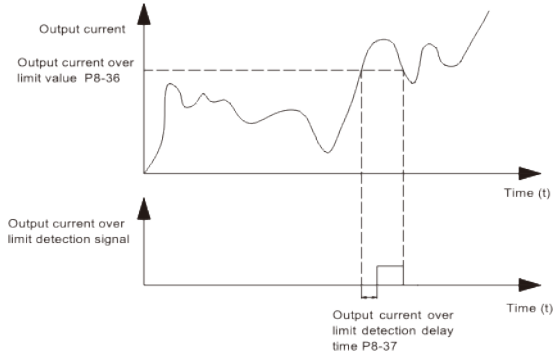 Output current
Output current over
limit value P8-36
Time (t)
Output current over
limit detection signal
Time (t)
Output current over
limit detection delay
time P8-37